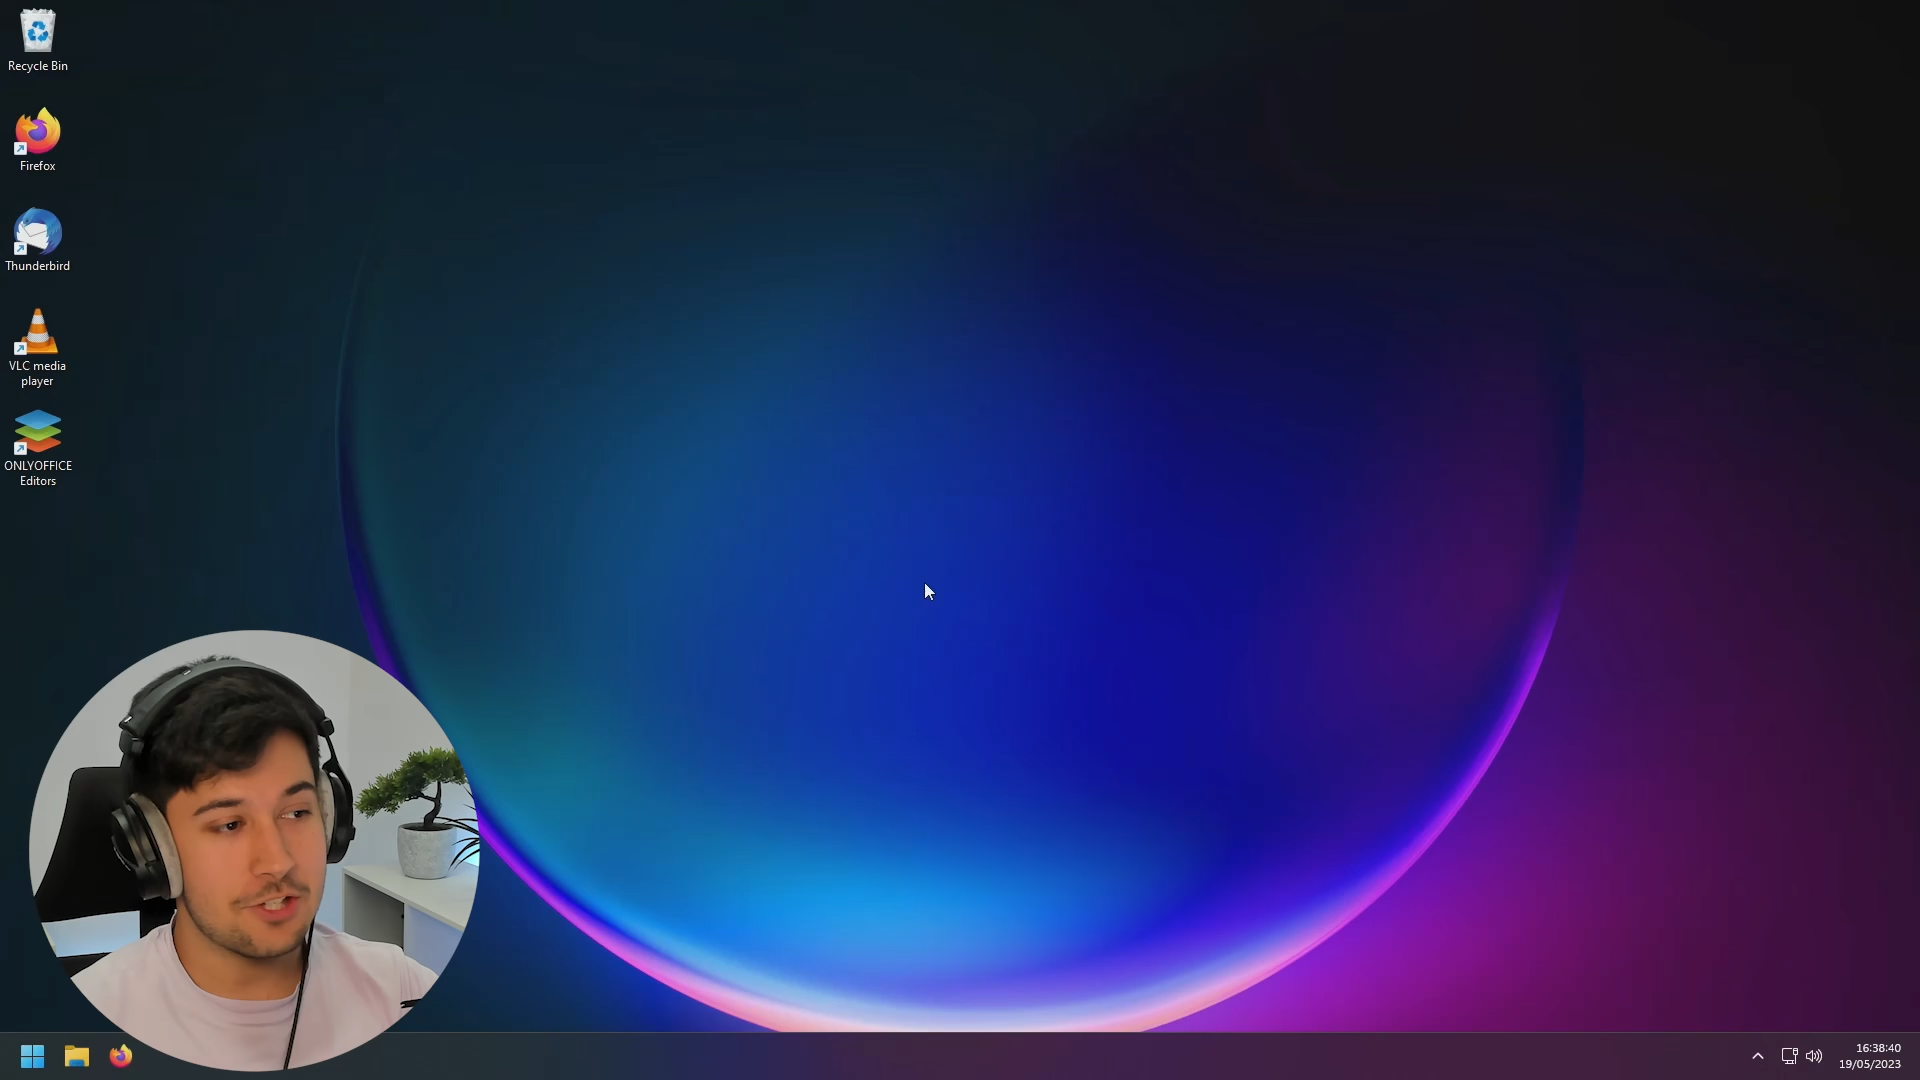 Recycle Bin
Firefox
Thunderbird
VLC media
player
ONLYOFFICE
Editors
16:38:40
19/05/2023